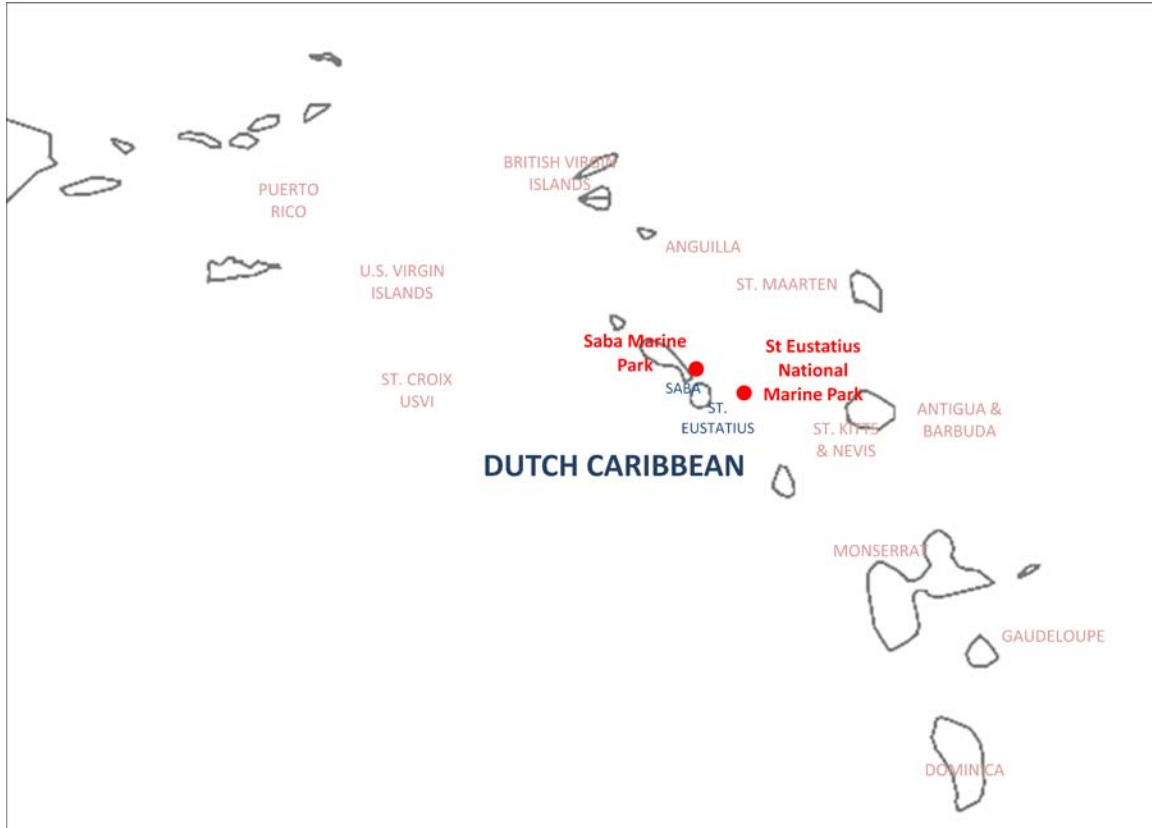 BRITISH VIRGIN
ISLANDS
PUERTO
RICO
ANGUILLA
U.S. VIRGIN
ISLANDS
ST. MAARTEN
Saba Marine
Park
St Eustatius
National
Marine Park
ST. CROIX
USVI
SABA
ST.
EUSTATIUS
ANTIGUA &
BARBUDA
ST. KITTS
& NEVIS
DUTCH CARIBBEAN
MONSERRAT
GAUDELOUPE
DOMINICA